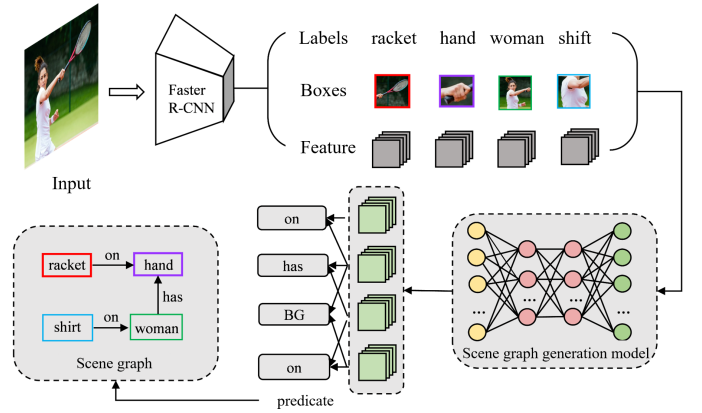 Labels racket hand woman shift
Faster
R-CNN
Boxes
Feature
Input
on
has
BG
on
racket on hand
has
shirt on woman
Scene graph
... ... ... ...
Scene graph generation model
predicate